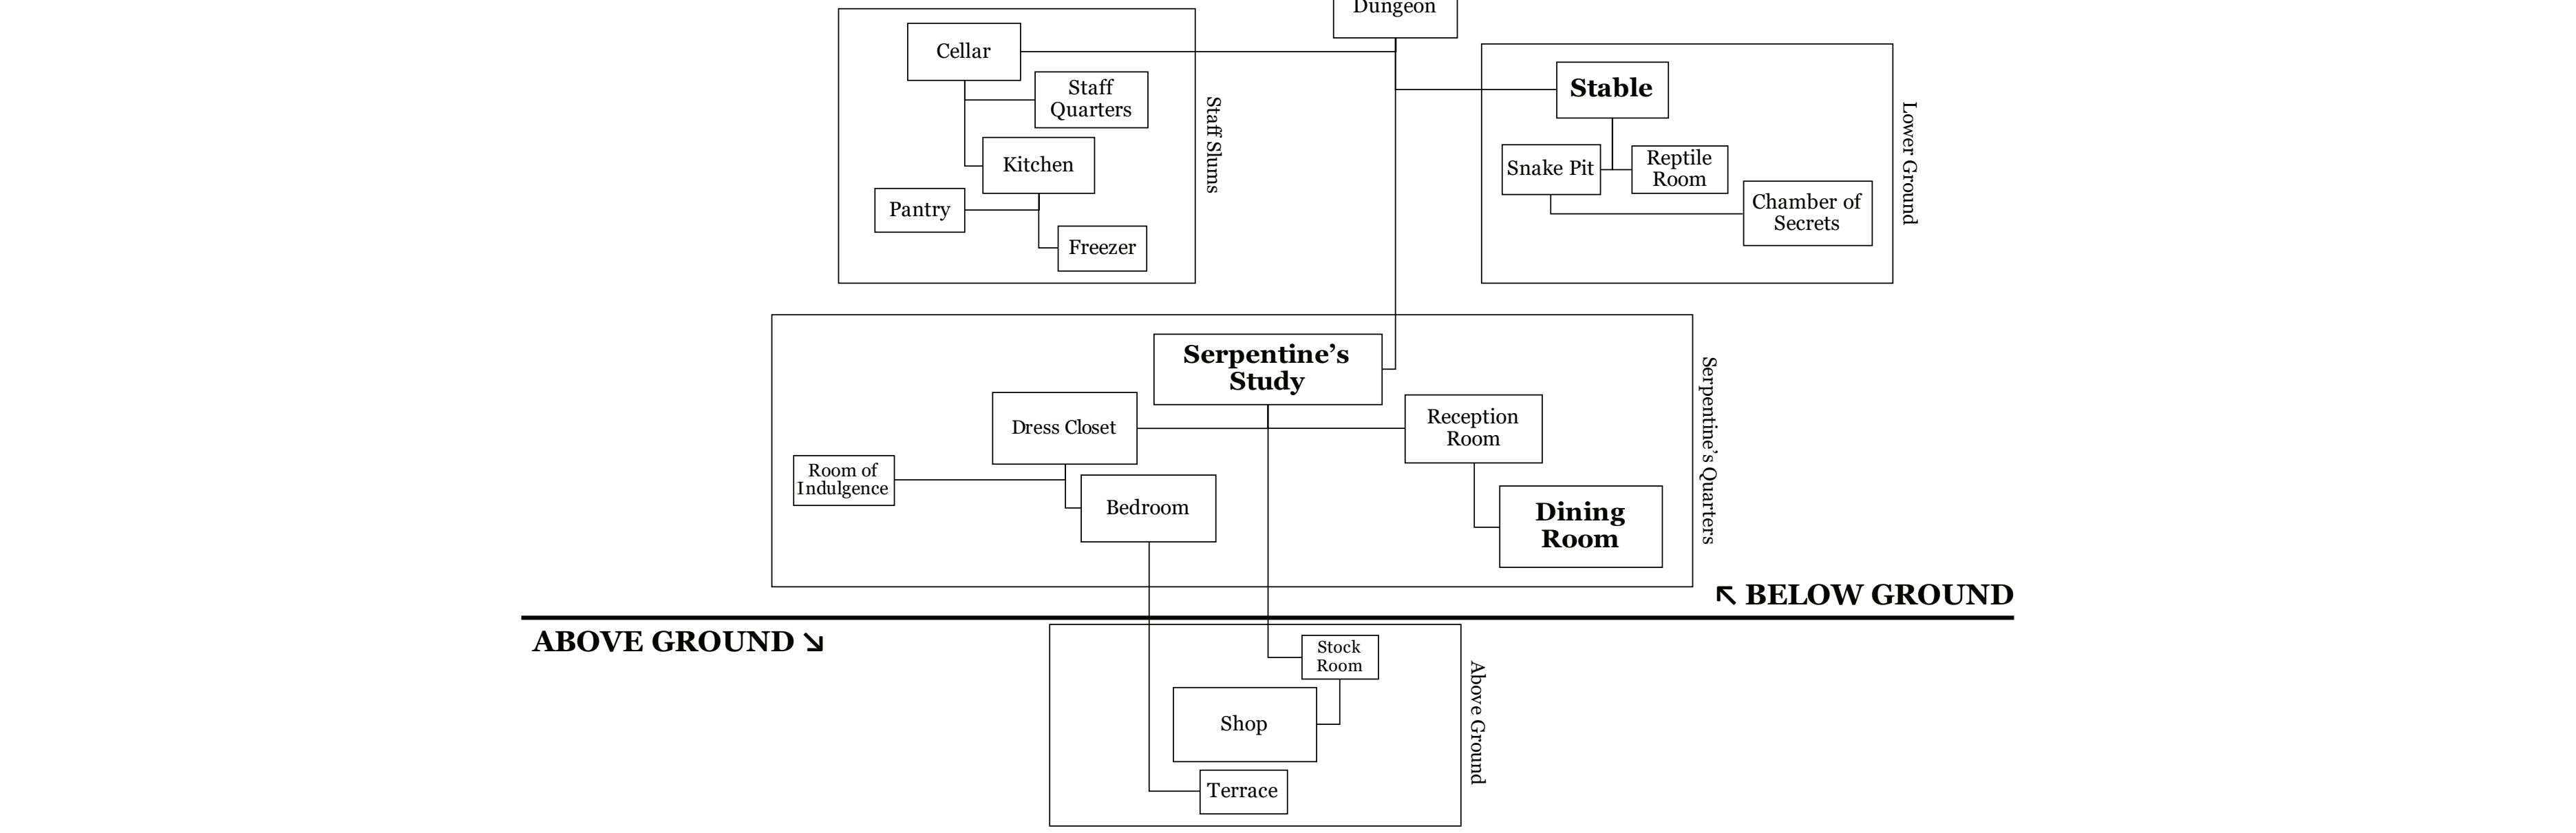 Dungeon
Cellar
Staff
Quarters
Kitchen
Pantry
Freezer
Staff Slums
Stable
Snake Pit
Reptile
Room
Chamber of
Secrets
Lower Ground
Serpentine’s
Study
Dress Closet
Reception
Room
Room of
Indulgence
Bedroom
Dining
Room
Serpentine’s Quarters
↖ BELOW GROUND
ABOVE GROUND ↘
Stock
Room
Shop
Terrace
Above Ground